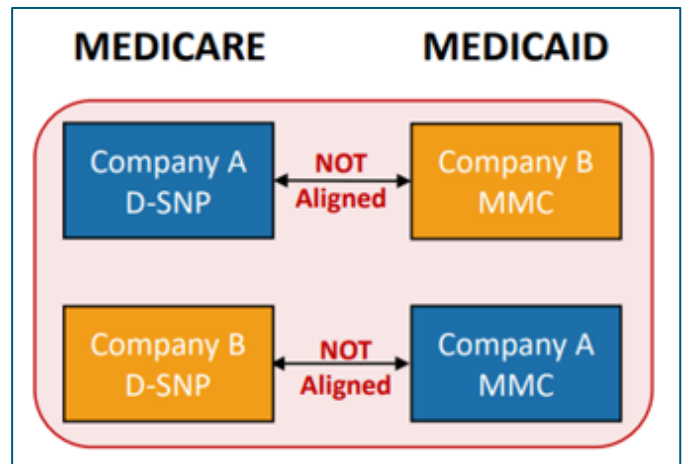 MEDICARE MEDICAID
Company A
D-SNP
NOT
Aligned
Company B
MMC
Company B
D-SNP
NOT
Aligned
Company A
MMC